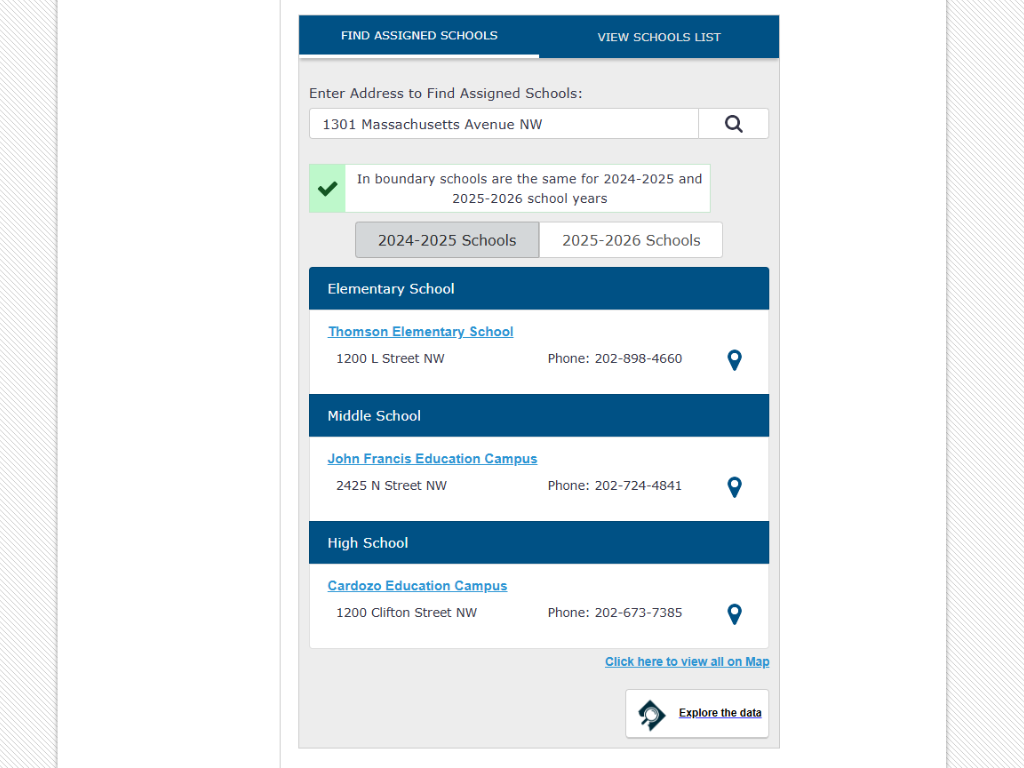 FIND ASSIGNED SCHOOLS
VIEW SCHOOLS LIST
Enter Address to Find Assigned Schools:
1301 Massachusetts Avenue NW
In boundary schools are the same for 2024-2025 and
2025-2026 school years
2024-2025 Schools
2025-2026 Schools
Elementary School
Thomson Elementary School
1200 L Street NW
Phone: 202-898-4660
Middle School
John Francis Education Campus
2425 N Street NW
Phone: 202-724-4841
High School
Cardozo Education Campus
1200 Clifton Street NW
Phone: 202-673-7385
Click here to view all on Map
Explore the data